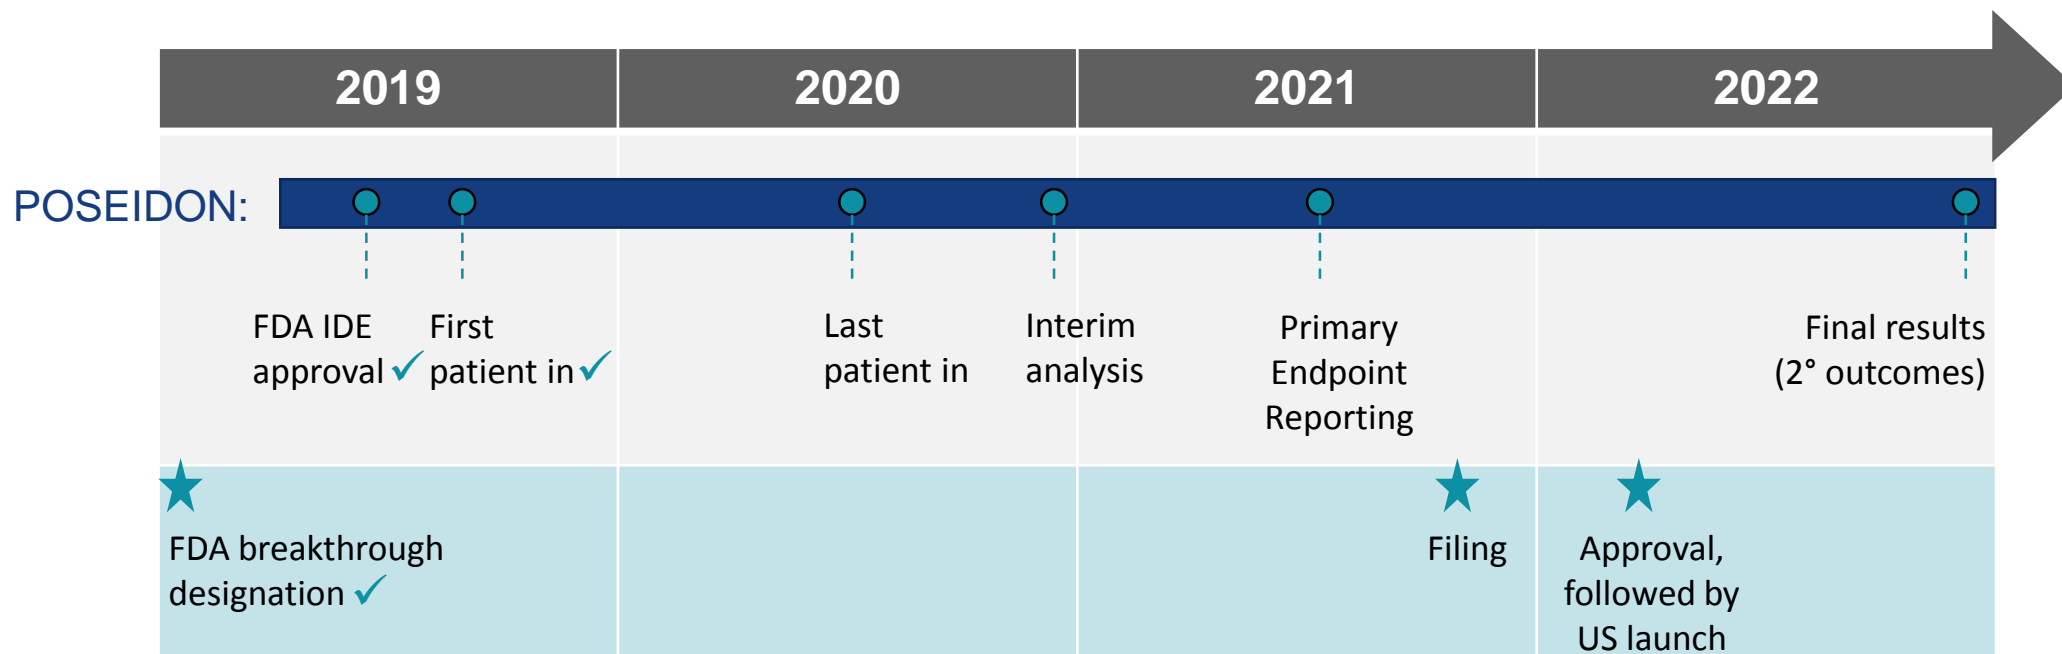 2019 2020 2021 2022
POSEIDON:
FDA IDE
approval ✓
First
patient in ✓
Last
patient in
Interim
analysis
Primary
Endpoint
Reporting
Final results
(2° outcomes)
FDA breakthrough
designation ✓
Filing
Approval,
followed by
US launch